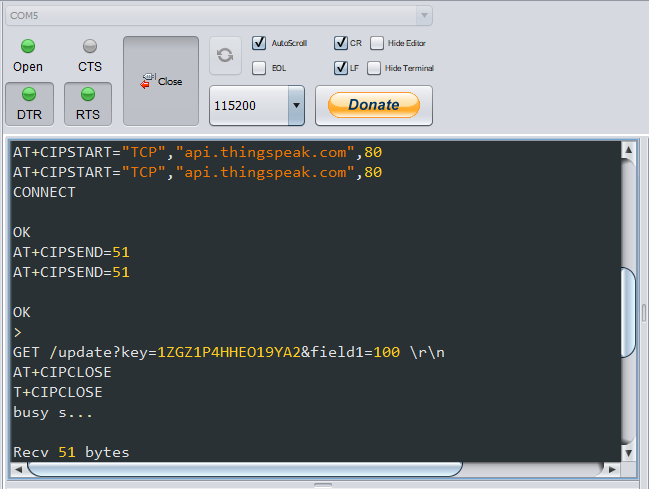 COM5
AutoScroll CR Hide Editor
Open CTS Close EOL LF Hide Terminal
DTR RTS 115200 Donate
AT+CIPSTART="TCP","api.thingspeak.com",80
AT+CIPSTART="TCP","api.thingspeak.com",80
CONNECT
OK
AT+CIPSEND=51
AT+CIPSEND=51
OK
>
GET /update?key=1ZGZ1P4HHEO19YA2&field1=100 \r\n
AT+CIPCLOSE
T+CIPCLOSE
busy s...
Recv 51 bytes